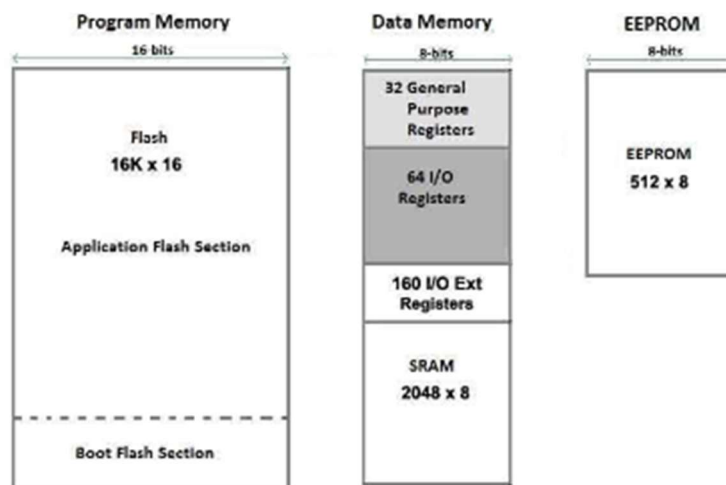 Program Memory
16-bits
Flash
16K x 16
Application Flash Section
Boot Flash Section
Data Memory
8-bits
32 General
Purpose
Registers
64 I/O
Registers
160 I/O Ext
Registers
SRAM
2048 x 8
EEPROM
8-bits
EEPROM
512 x 8